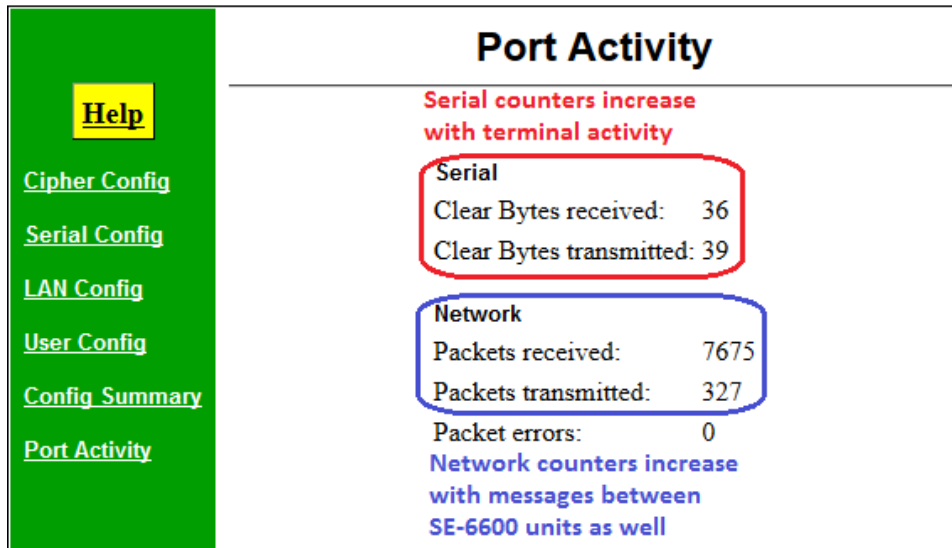 Help
Cipher Config
Serial Config
LAN Config
User Config
Config Summary
Port Activity
Port Activity
Serial counters increase
with terminal activity
Serial
Clear Bytes received: 36
Clear Bytes transmitted: 39
Network
Packets received: 7675
Packets transmitted: 327
Packet errors: 0
Network counters increase
with messages between
SE-6600 units as well